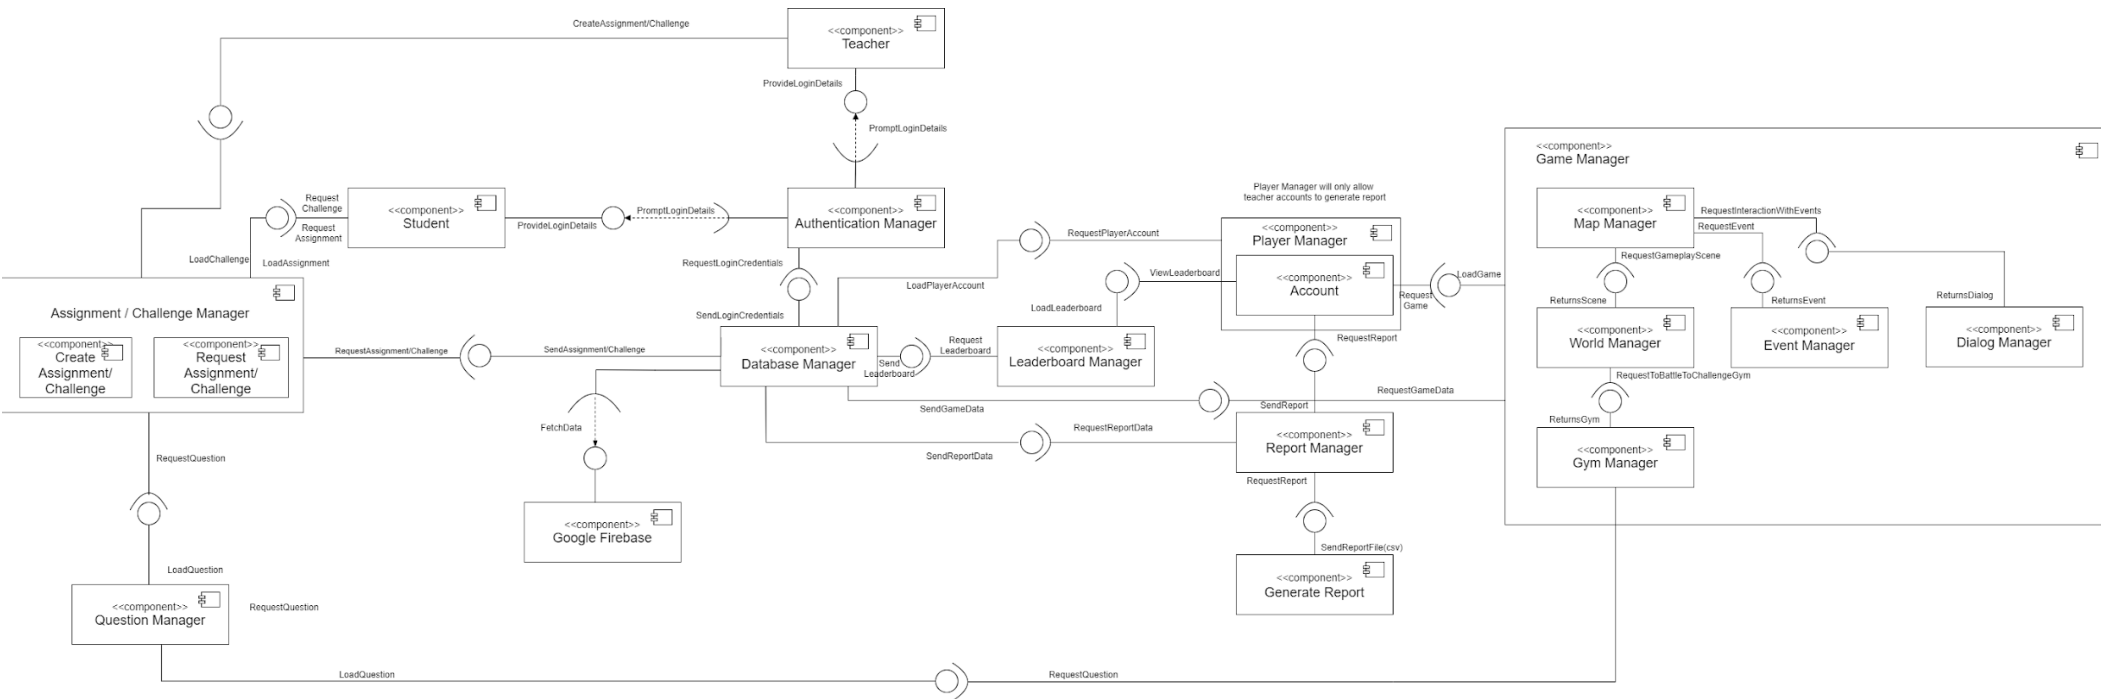 CreateAssignment/Challenge
<<component>>
Teacher
ProvideLoginDetails
PromptLoginDetails
<<component>>
Game Manager
Request
Challenge
Request
Assignment
<<component>>
Student
ProvideLoginDetails
PromptLoginDetails
<<component>>
Authentication Manager
Player Manager will only allow
teacher accounts to generate report
<<component>>
Player Manager
<<component>>
Account
<<component>>
Map Manager
RequestInteractionWithEvents
RequestEvent
RequestGameplayScene
LoadChallenge
LoadAssignment
RequestLoginCredentials
RequestPlayerAccount
LoadPlayerAccount
ViewLeaderboard
LoadLeaderboard
LoadGame
Request
Game
ReturnsScene
ReturnsEvent
ReturnsDialog
Assignment / Challenge Manager
<<component>>
Create
Assignment/
Challenge
<<component>>
Request
Assignment/
Challenge
SendLoginCredentials
RequestAssignment/Challenge
SendAssignment/Challenge
<<component>>
Database Manager
Send
Leaderboard
Request
Leaderboard
<<component>>
Leaderboard Manager
RequestReport
<<component>>
World Manager
<<component>>
Event Manager
<<component>>
Dialog Manager
RequestToBattleToChallengeGym
RequestGameData
SendGameData
SendReport
ReturnsGym
FetchData
RequestReportData
SendReportData
<<component>>
Report Manager
<<component>>
Gym Manager
RequestQuestion
RequestReport
<<component>>
Google Firebase
SendReportFile(csv)
LoadQuestion
<<component>>
Generate Report
<<component>>
Question Manager
RequestQuestion
LoadQuestion
RequestQuestion